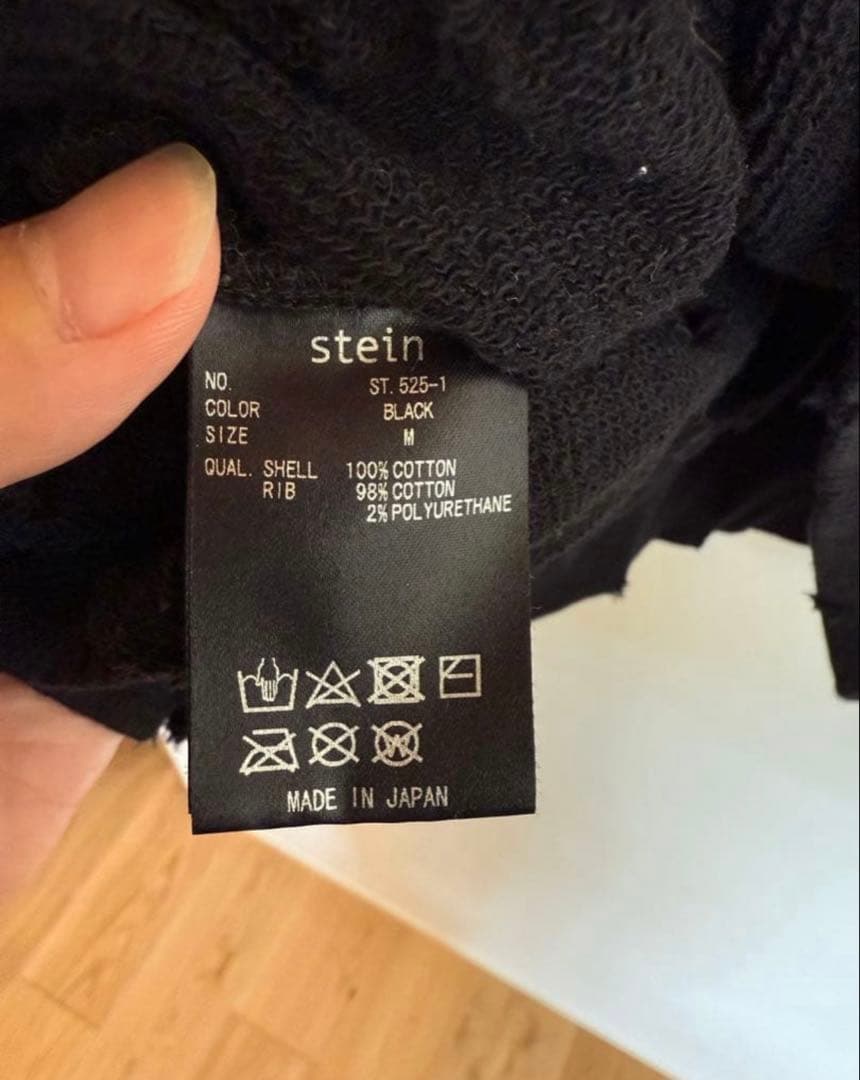 stein
NO. ST. 525-1
COLOR BLACK
SIZE M
QUAL. SHELL 100% COTTON
RIB 98% COTTON
2% POLYURETHANE
W
MADE IN JAPAN